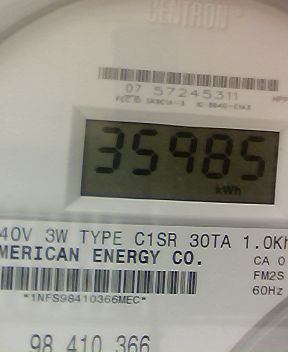 CENTRON
07 57245311
35985
kWh
40V 3W TYPE C1SR 30TA 1.0Kh
MERICAN ENERGY CO.
CA 0
FM2S
*1NFS98410366MEC*
60Hz
98 410 366